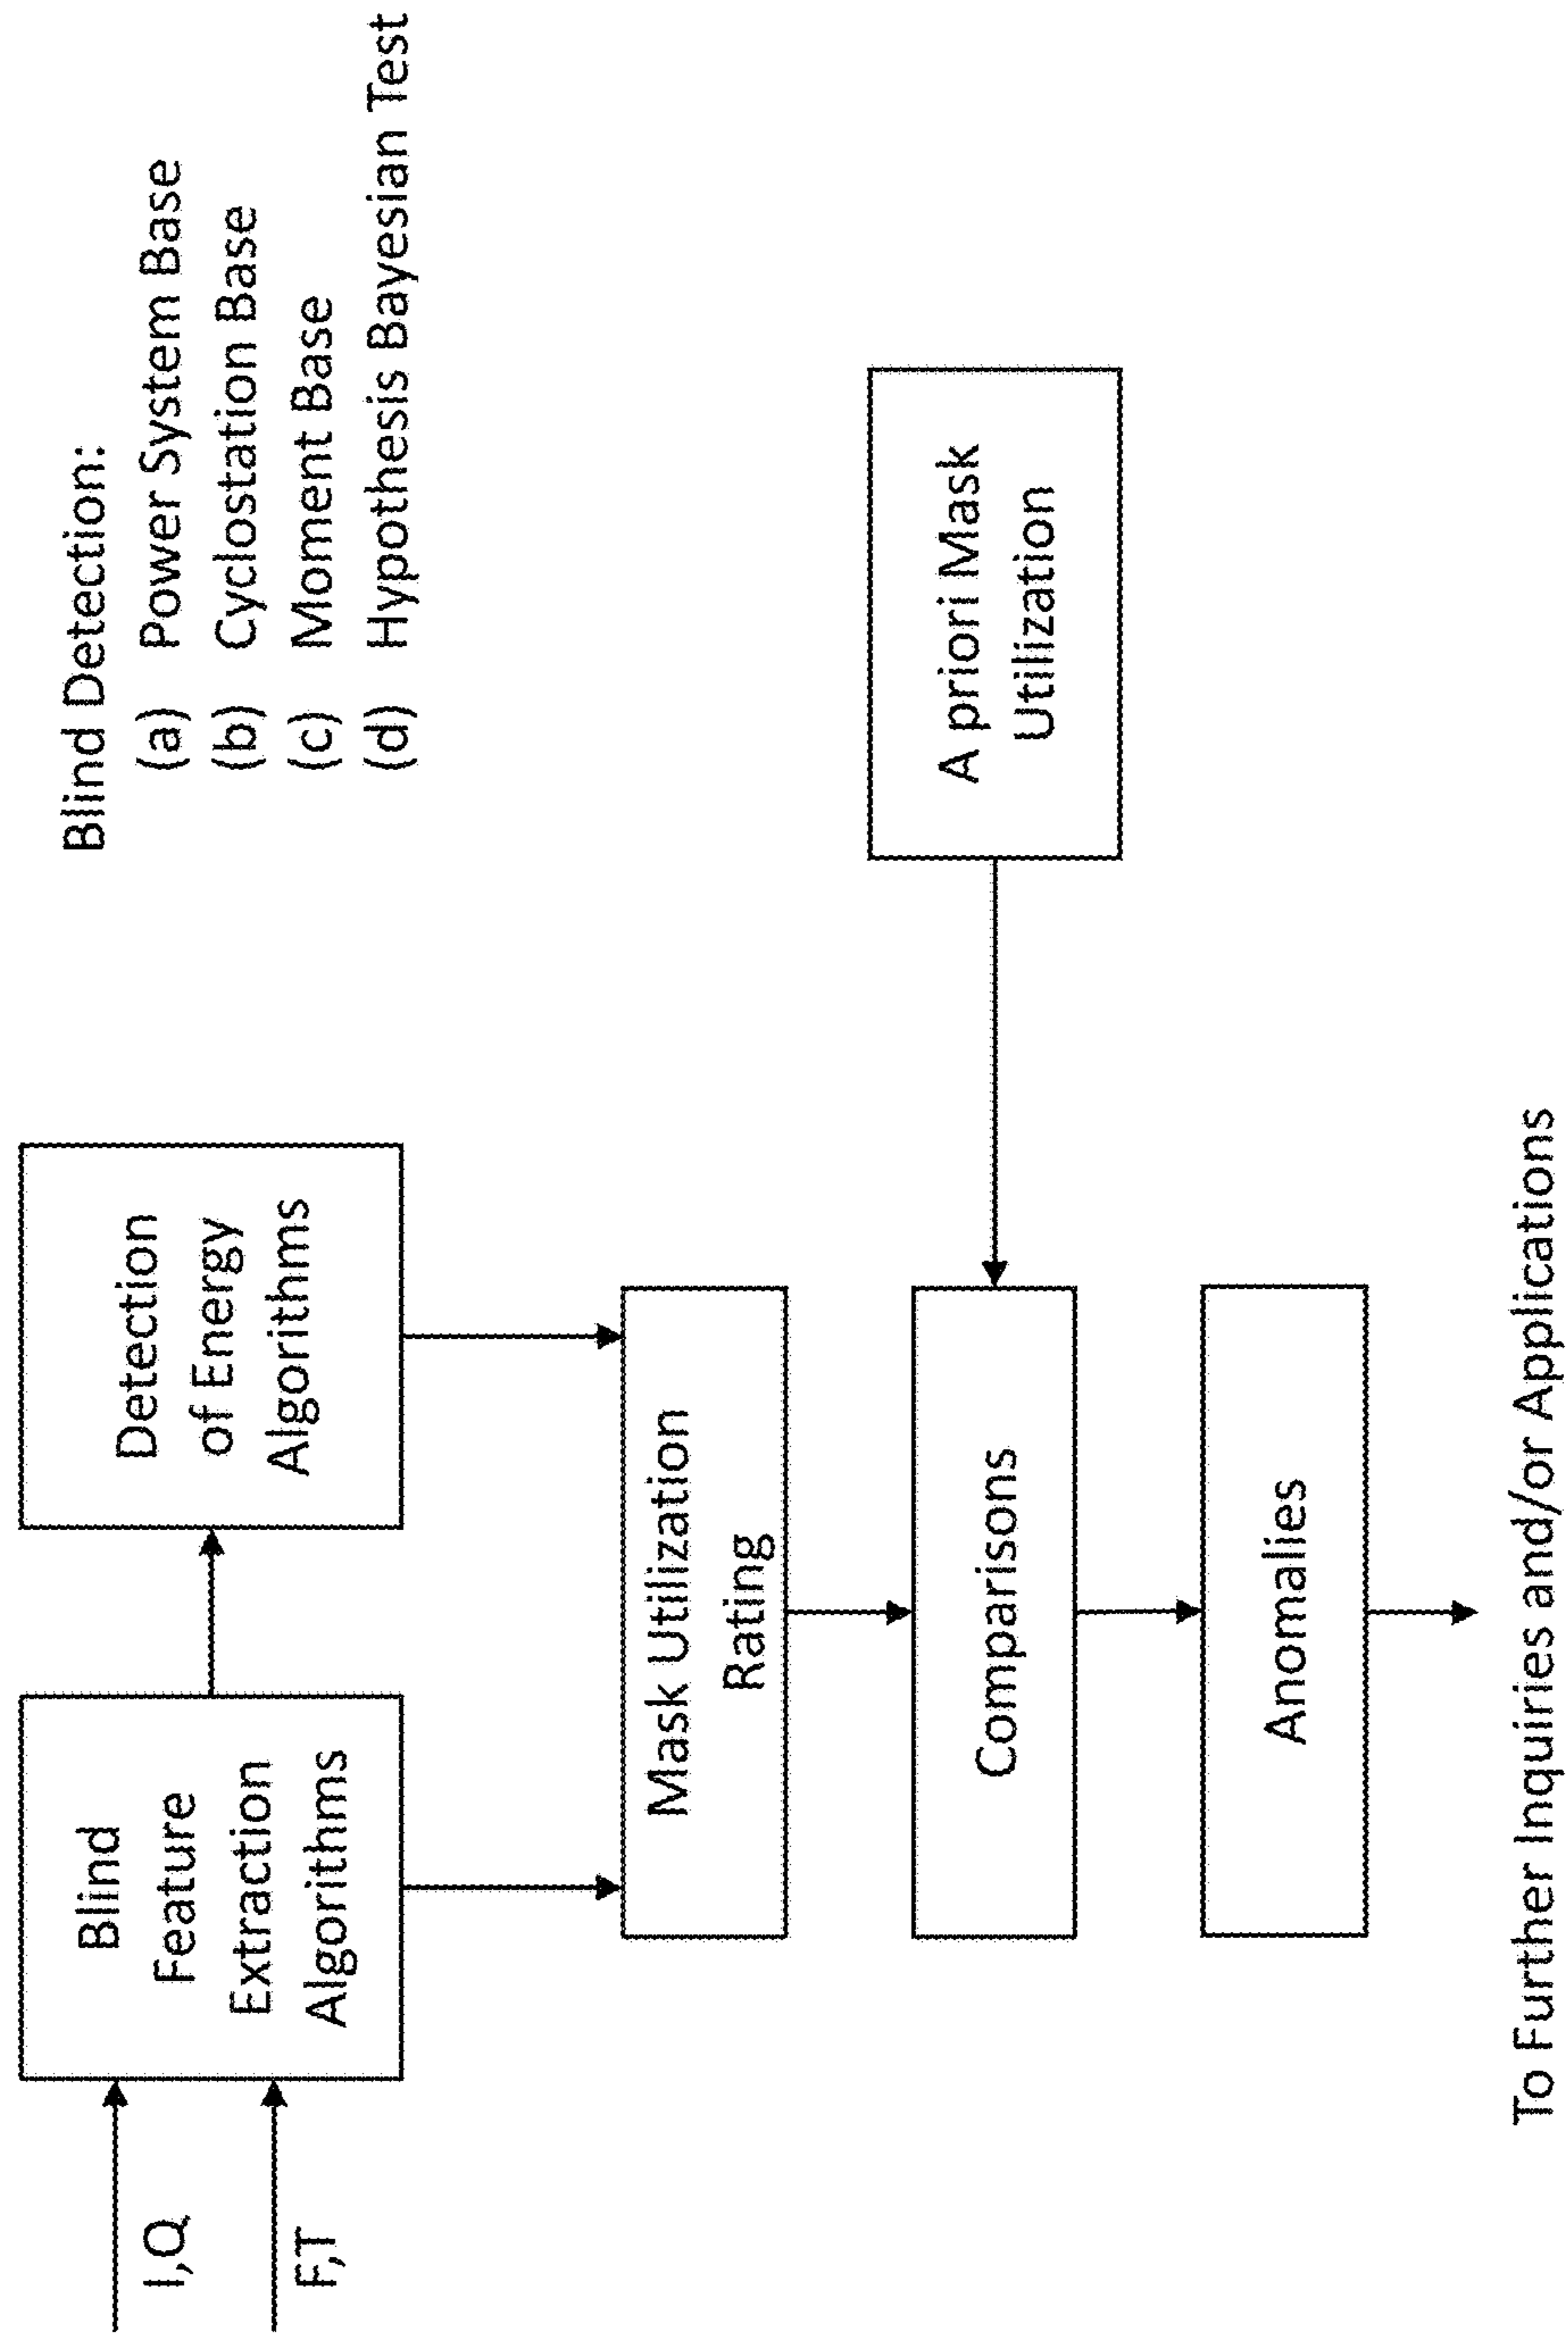 Blind Detection:
(a) Power System Base
(b) Cyclostation Base
(c) Moment Base
(d) Hypothesis Bayesian Test
I,Q
F,T
Blind
Feature
Extraction
Algorithms
Detection
of Energy
Algorithms
Mask Utilization
Rating
Comparisons
A priori Mask
Utilization
Anomalies
To Further Inquiries and/or Applications